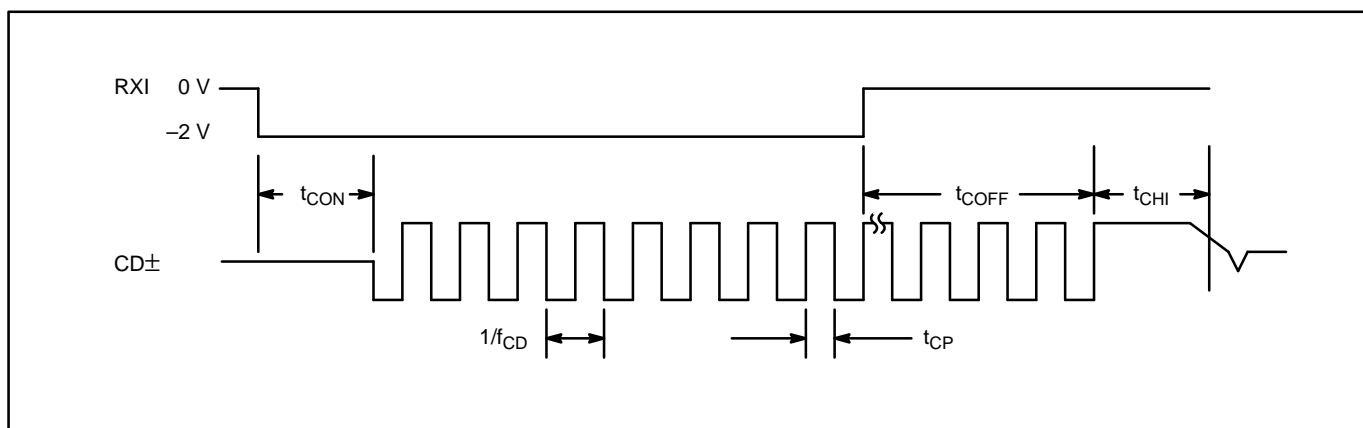 RXI 0 V
–2 V
tCON
tCOFF
tCHI
CD±
1/fCD
tCP